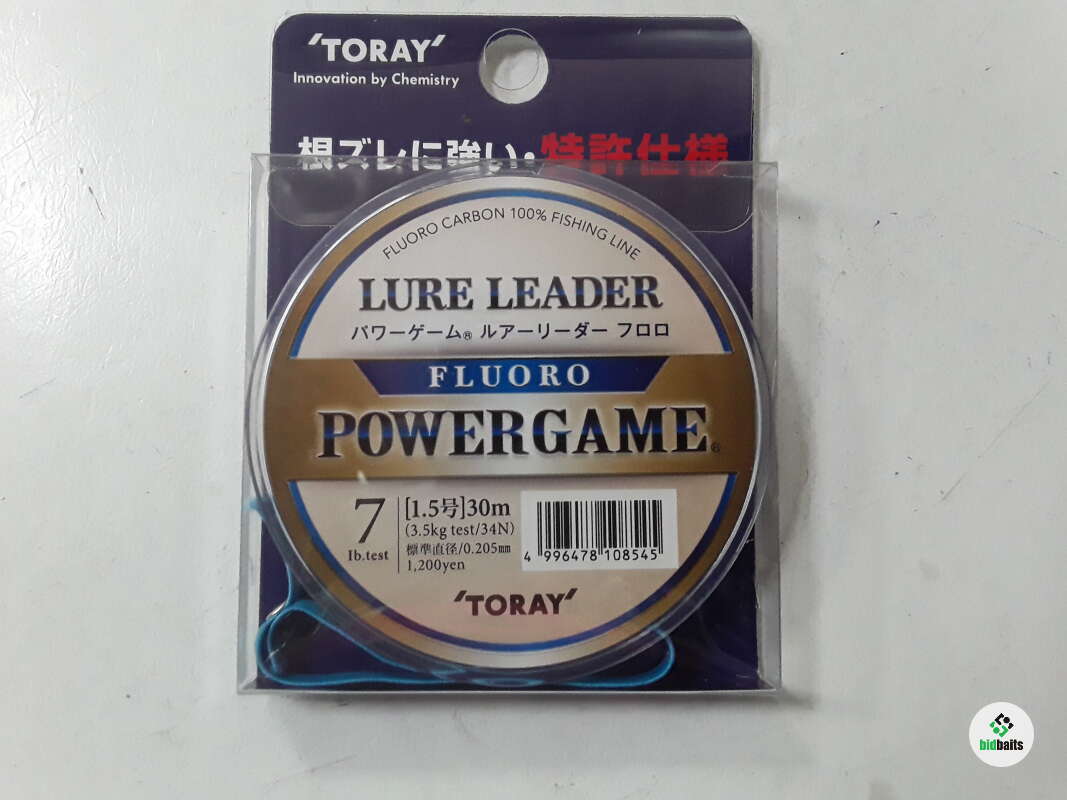 TORAY
Innovation by Chemistry
根ズレに強い・特許仕様
FLUORO CARBON 100% FISHING LINE
LURE LEADER
パワーゲーム® ルアーリーダー フロロ
FLUORO
POWERGAME®
7 lb.test
[1.5号]30m
(3.5kg test/34N)
標準直径/0.205mm
1,200yen
4 996478 108545
TORAY
bidbaits